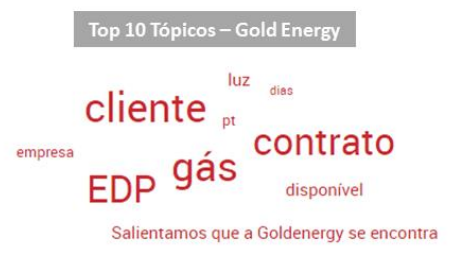 Top 10 Tópicos – Gold Energy
luz
dias
cliente
pt
contrato
empresa
gás
EDP
disponível
Salientamos que a Goldenergy se encontra